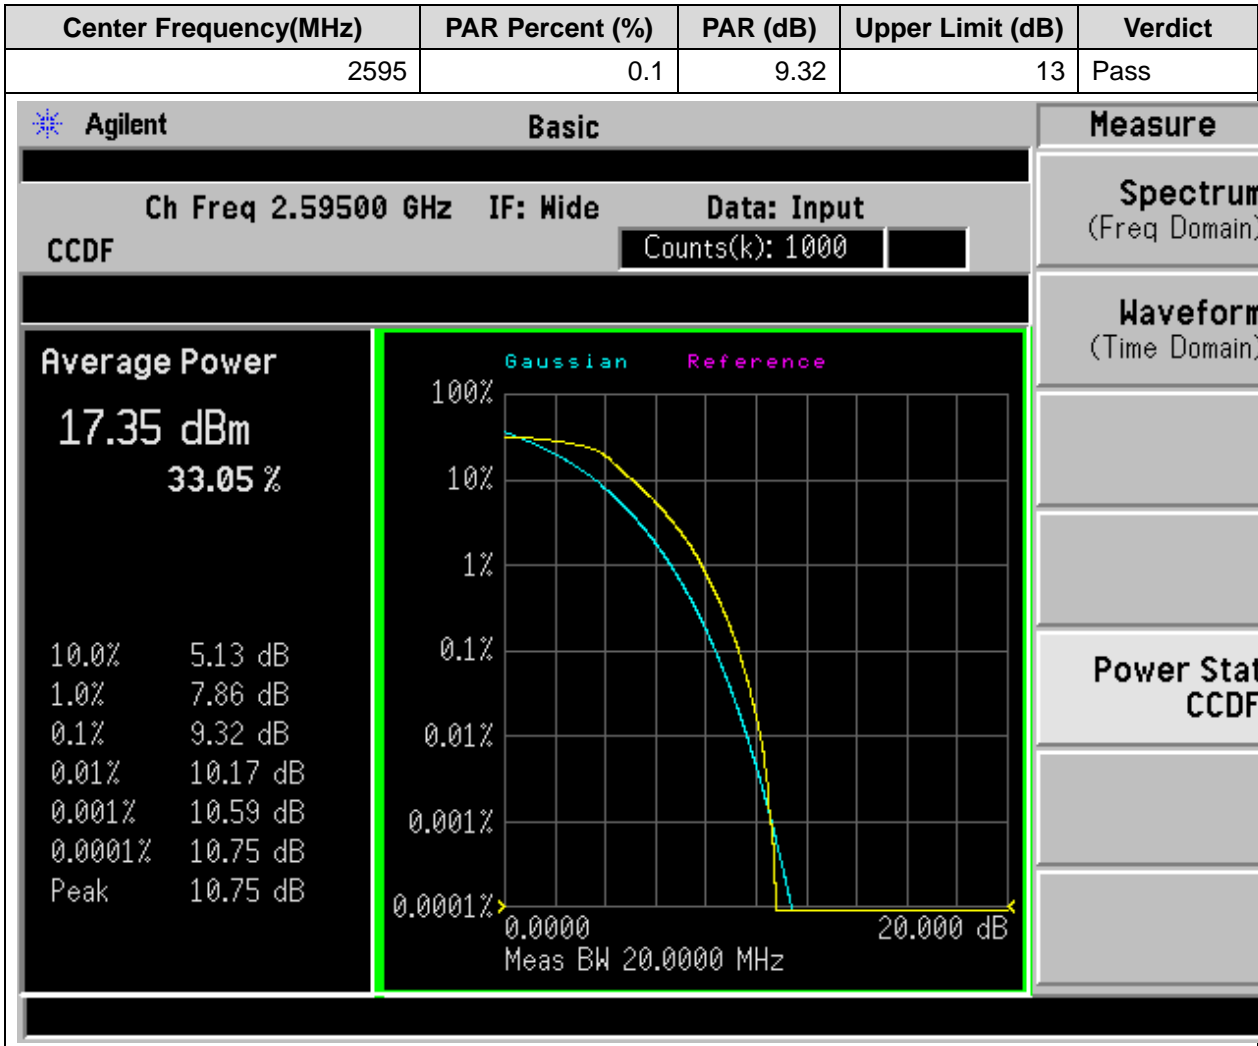 Center Frequency(MHz) PAR Percent (%) PAR (dB) Upper Limit (dB) Verdict
2595 0.1 9.32 13 Pass
Agilent Basic Measure
Ch Freq 2.59500 GHz IF: Wide Data: Input
CCDF Counts(k): 1000
Spectrum
(Freq Domain)
Waveform
(Time Domain)
Power Stat
CCDF
Average Power
17.35 dBm
33.05 %
10.0% 5.13 dB
1.0% 7.86 dB
0.1% 9.32 dB
0.01% 10.17 dB
0.001% 10.59 dB
0.0001% 10.75 dB
Peak 10.75 dB
Gaussian Reference
100%
10%
1%
0.1%
0.01%
0.001%
0.0001%
0.0000 20.000 dB
Meas BW 20.0000 MHz